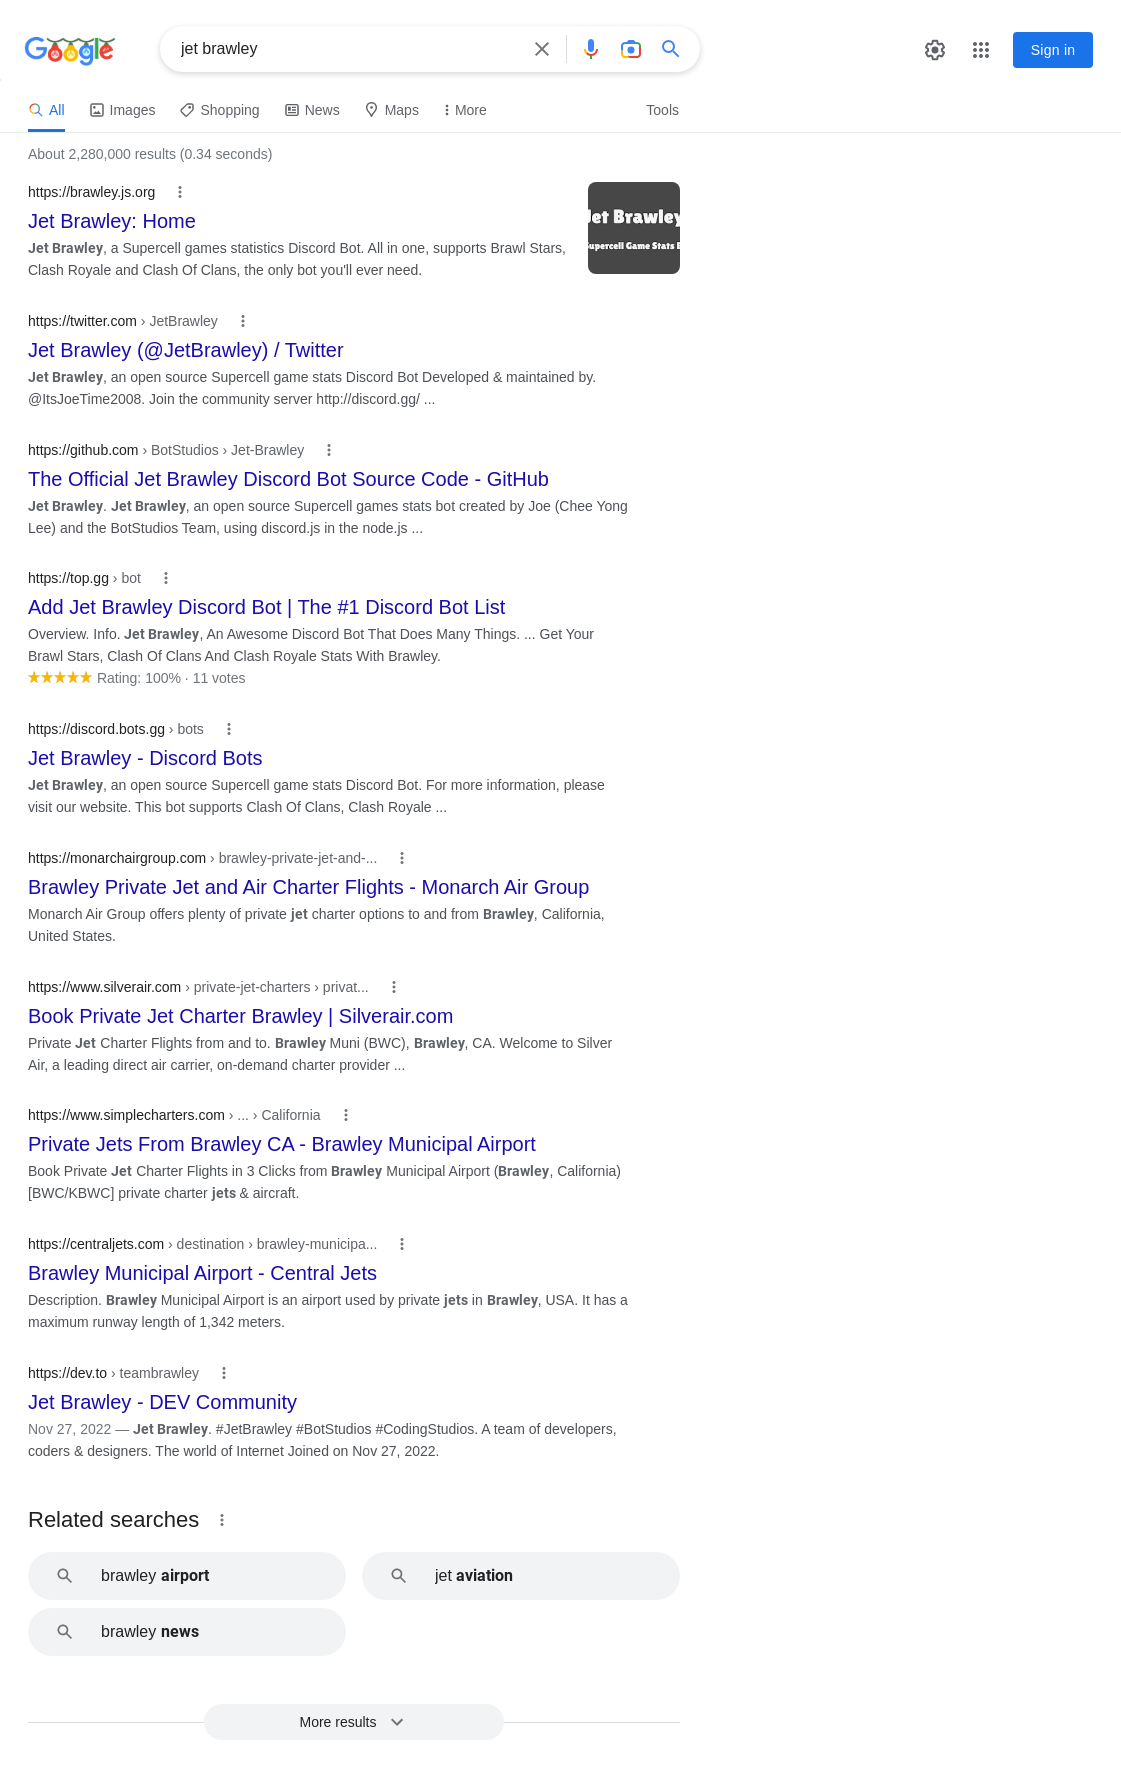 Google
jet brawley
Sign in
All Images Shopping News Maps More Tools
About 2,280,000 results (0.34 seconds)
https://brawley.js.org
Jet Brawley: Home
Jet Brawley, a Supercell games statistics Discord Bot. All in one, supports Brawl Stars,
Clash Royale and Clash Of Clans, the only bot you'll ever need.
Jet Brawley
Supercell Game Stats B
https://twitter.com › JetBrawley
Jet Brawley (@JetBrawley) / Twitter
Jet Brawley, an open source Supercell game stats Discord Bot Developed & maintained by.
@ItsJoeTime2008. Join the community server http://discord.gg/ ...
https://github.com › BotStudios › Jet-Brawley
The Official Jet Brawley Discord Bot Source Code - GitHub
Jet Brawley. Jet Brawley, an open source Supercell games stats bot created by Joe (Chee Yong
Lee) and the BotStudios Team, using discord.js in the node.js ...
https://top.gg › bot
Add Jet Brawley Discord Bot | The #1 Discord Bot List
Overview. Info. Jet Brawley, An Awesome Discord Bot That Does Many Things. ... Get Your
Brawl Stars, Clash Of Clans And Clash Royale Stats With Brawley.
Rating: 100% · 11 votes
https://discord.bots.gg › bots
Jet Brawley - Discord Bots
Jet Brawley, an open source Supercell game stats Discord Bot. For more information, please
visit our website. This bot supports Clash Of Clans, Clash Royale ...
https://monarchairgroup.com › brawley-private-jet-and-...
Brawley Private Jet and Air Charter Flights - Monarch Air Group
Monarch Air Group offers plenty of private jet charter options to and from Brawley, California,
United States.
https://www.silverair.com › private-jet-charters › privat...
Book Private Jet Charter Brawley | Silverair.com
Private Jet Charter Flights from and to. Brawley Muni (BWC), Brawley, CA. Welcome to Silver
Air, a leading direct air carrier, on-demand charter provider ...
https://www.simplecharters.com › ... › California
Private Jets From Brawley CA - Brawley Municipal Airport
Book Private Jet Charter Flights in 3 Clicks from Brawley Municipal Airport (Brawley, California)
[BWC/KBWC] private charter jets & aircraft.
https://centraljets.com › destination › brawley-municipa...
Brawley Municipal Airport - Central Jets
Description. Brawley Municipal Airport is an airport used by private jets in Brawley, USA. It has a
maximum runway length of 1,342 meters.
https://dev.to › teambrawley
Jet Brawley - DEV Community
Nov 27, 2022 — Jet Brawley. #JetBrawley #BotStudios #CodingStudios. A team of developers,
coders & designers. The world of Internet Joined on Nov 27, 2022.
Related searches
brawley airport
jet aviation
brawley news
More results